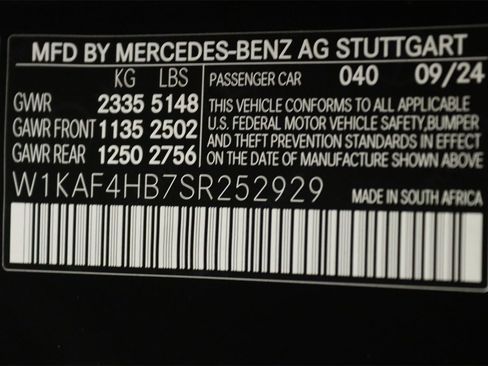 MFD BY MERCEDES-BENZ AG STUTTGART
KG LBS PASSENGER CAR 040 09/24
GVWR 2335 5148 THIS VEHICLE CONFORMS TO ALL APPLICABLE
GAWR FRONT 1135 2502 U.S. FEDERAL MOTOR VEHICLE SAFETY,BUMPER
AND THEFT PREVENTION STANDARDS IN EFFECT
GAWR REAR 1250 2756 ON THE DATE OF MANUFACTURE SHOWN ABOVE
W1KAF4HB7SR252929 MADE IN SOUTH AFRICA